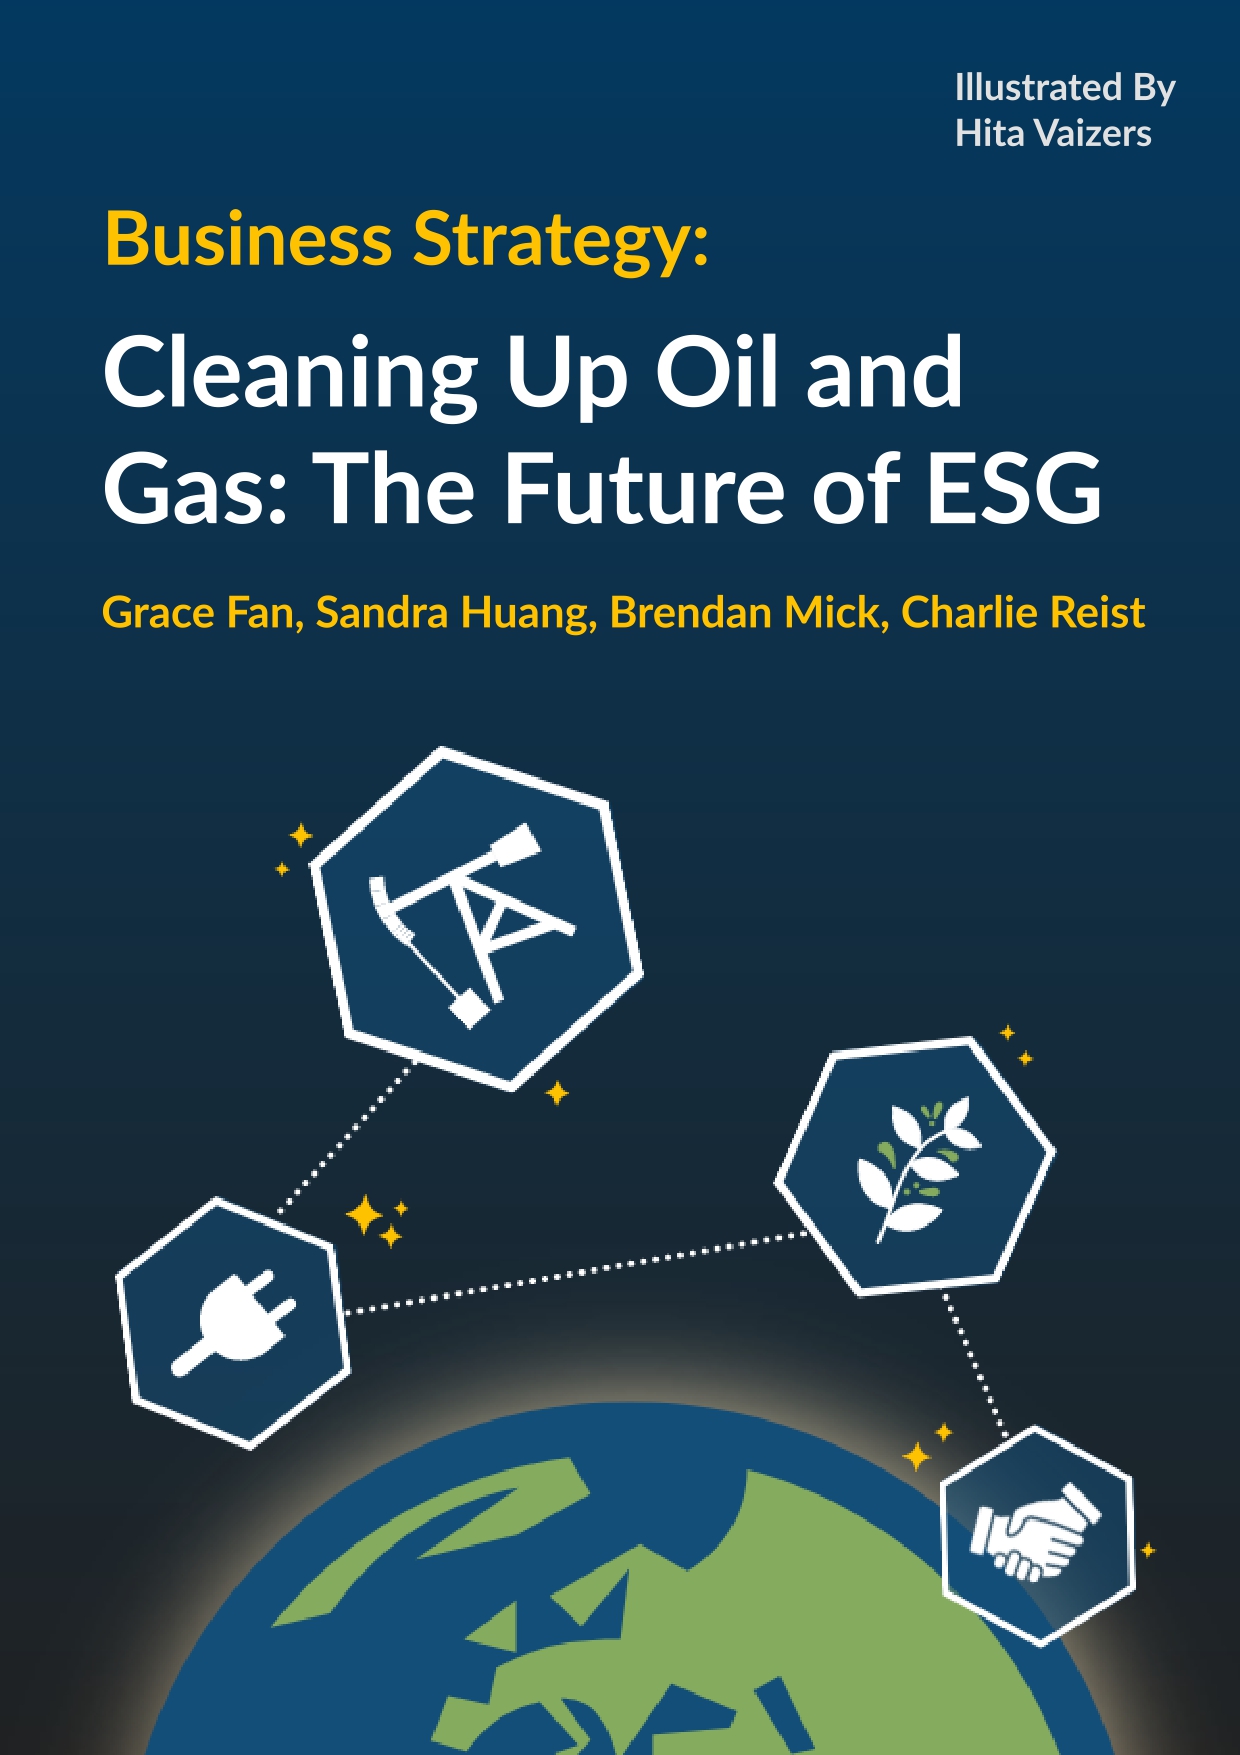 Illustrated By
Hita Vaizers
Business Strategy:
Cleaning Up Oil and
Gas: The Future of ESG
Grace Fan, Sandra Huang, Brendan Mick, Charlie Reist